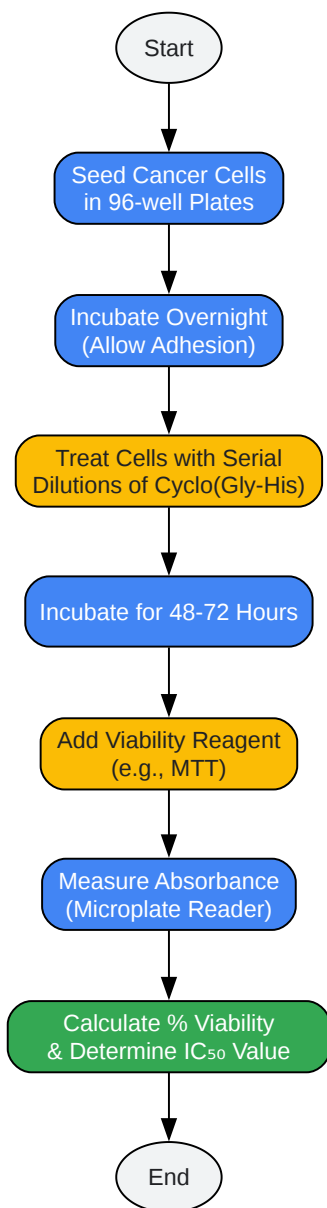 Start
Seed Cancer Cells
in 96-well Plates
Incubate Overnight
(Allow Adhesion)
Treat Cells with Serial
Dilutions of Cyclo(Gly-His)
Incubate for 48-72 Hours
Add Viability Reagent
(e.g., MTT)
Measure Absorbance
(Microplate Reader)
Calculate % Viability
& Determine IC₅₀ Value
End